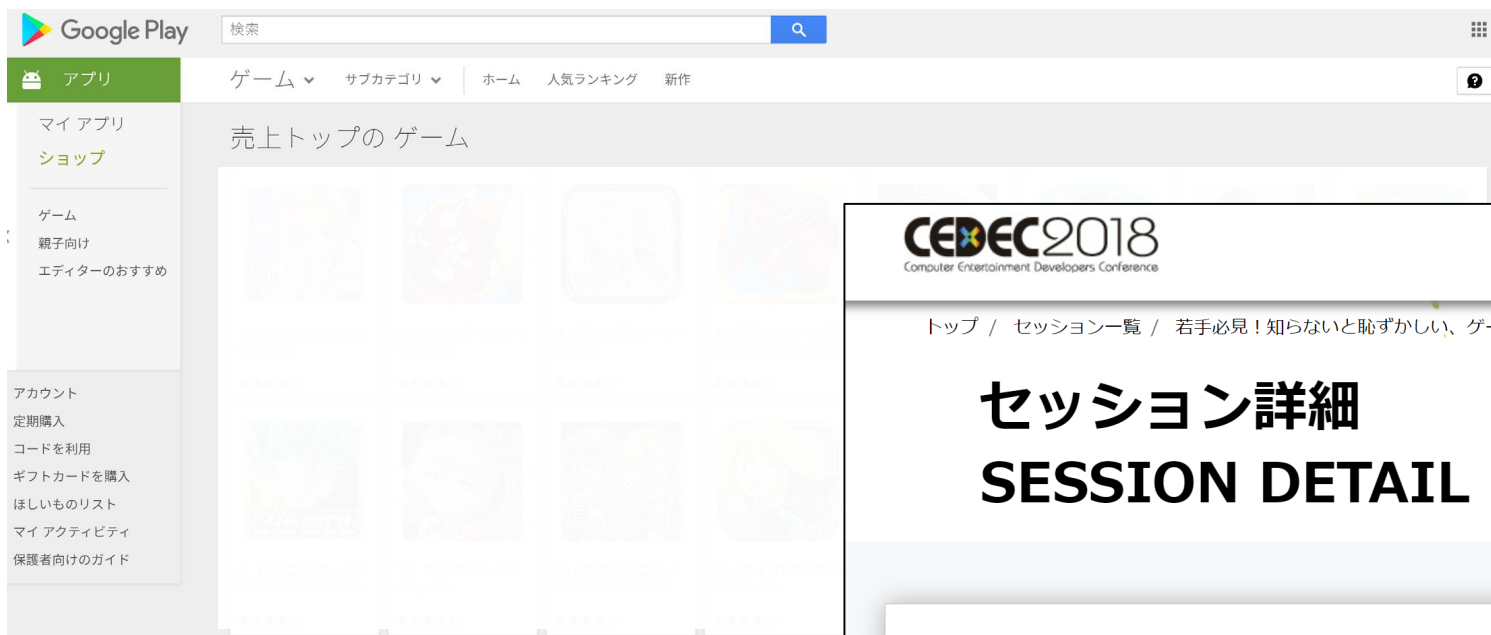 Google Play
検索
アプリ
ゲーム サブカテゴリ ホーム 人気ランキング 新作
マイ アプリ
ショップ
ゲーム
親子向け
エディターのおすすめ
アカウント
定期購入
コードを利用
ギフトカードを購入
ほしいものリスト
マイ アクティビティ
保護者向けのガイド
売上トップの ゲーム
CEDEC2018
Computer Entertainment Developers Conference
トップ / セッション一覧 / 若手必見！知らないと恥ずかしい、ゲー
セッション詳細
SESSION DETAIL